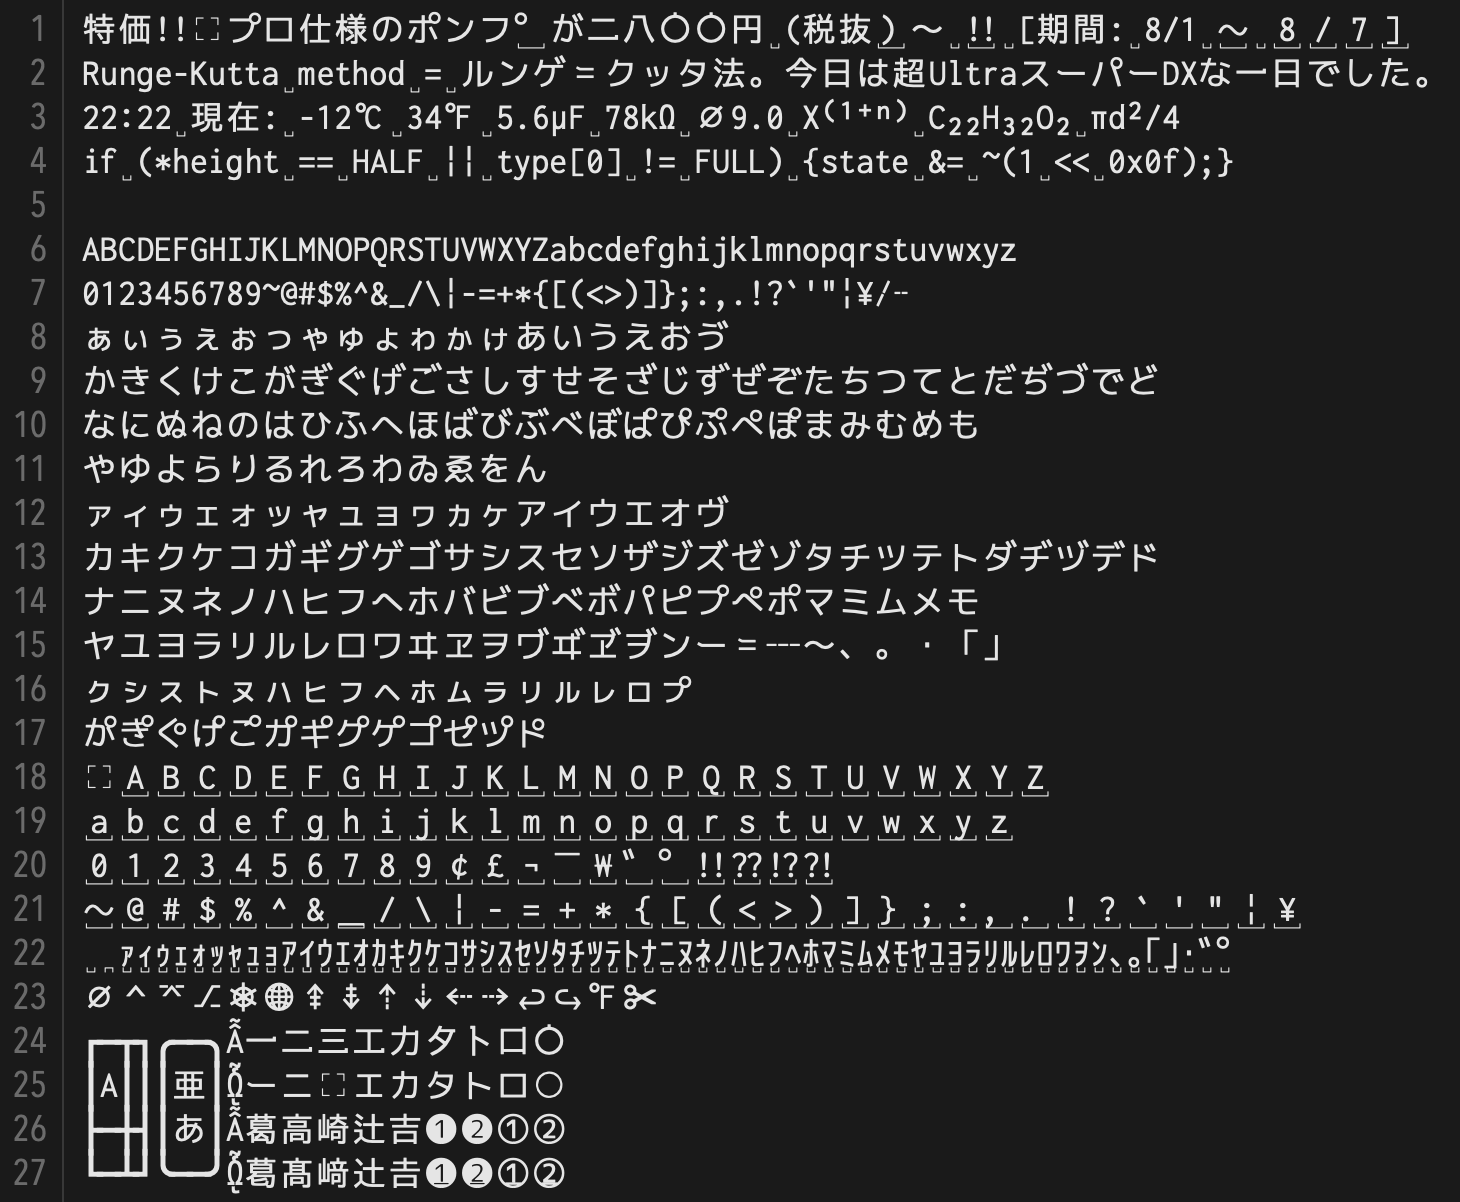 1 特価!!　プロ仕様のポンプ゜が二八〇〇円 (税抜）～ ‼ [期間: 8/1 ～ ８／７］
2 Runge-Kutta method = ルンゲ゠クッタ法。今日は超UltraスーパーDXな一日でした。
3 22:22 現在: -12℃ 34℉ 5.6μF 78kΩ ∅9.0 X⁽¹⁺ⁿ⁾ C₂₂H₃₂O₂ πd²/4
4 if (*height == HALF || type[0] != FULL) {state &= ~(1 << 0x0f);}
5
6 ABCDEFGHIJKLMNOPQRSTUVWXYZabcdefghijklmnopqrstuvwxyz
7 0123456789~@#$%^&_/\|-=+*{[(<>)]};:,.!?`'"¦¥/--
8 ぁぃぅぇぉっゃゅょゎゕゖあいうえおゔ
9 かきくけこがぎぐげごさしすせそざじずぜぞたちつてとだぢづでど
10 なにぬねのはひふへほばびぶべぼぱぴぷぺぽまみむめも
11 やゆよらりるれろわゐゑをん
12 ァィゥェォッャュョヮヵヶアイウエオヴ
13 カキクケコガギグゲゴサシスセソザジズゼゾタチツテトダヂヅデド
14 ナニヌネノハヒフヘホバビブベボパピプペポマミムメモ
15 ヤユヨラリルレロワヰヱヲヷヸヹヺンー゠---～、。・「」
16 ㇰㇱㇲㇳㇴㇵㇶㇷㇸㇹㇺㇻㇼㇽㇾㇿㇷ゚
17 か゚き゚く゚け゚こ゚カ゚キ゚ク゚ケ゚コ゚セ゚ツ゚ト゚
18 　ＡＢＣＤＥＦＧＨＩＪＫＬＭＮＯＰＱＲＳＴＵＶＷＸＹＺ
19 ａｂｃｄｅｆｇｈｉｊｋｌｍｎｏｐｑｒｓｔｕｖｗｘｙｚ
20 ０１２３４５６７８９￠￡￢￣￦゛゜‼⁇⁉⁈
21 ～＠＃＄％＾＆＿／＼｜－＝＋＊｛［（＜＞）］｝；：，．！？｀＇＂￤￥
22 ｧｨｩｪｫｯｬｭｮｱｲｳｴｵｶｷｸｹｺｻｼｽｾｿﾀﾁﾂﾃﾄﾅﾆﾇﾈﾉﾊﾋﾌﾍﾎﾏﾐﾑﾒﾓﾔﾕﾖﾗﾘﾙﾚﾛﾜｦﾝ､｡｢｣･ﾞﾟ
23 ∅⌃⌤⌥⎈🌐⇞⇟⇡⇣⇠⇢↩↪℉✂
24 一二三工力夕卜口〇
25 A 亜 ーニ　エカタトロ○
26 あ 葛高崎辻吉❶❷①②
27 葛髙﨑辻𠮷❶❷①②